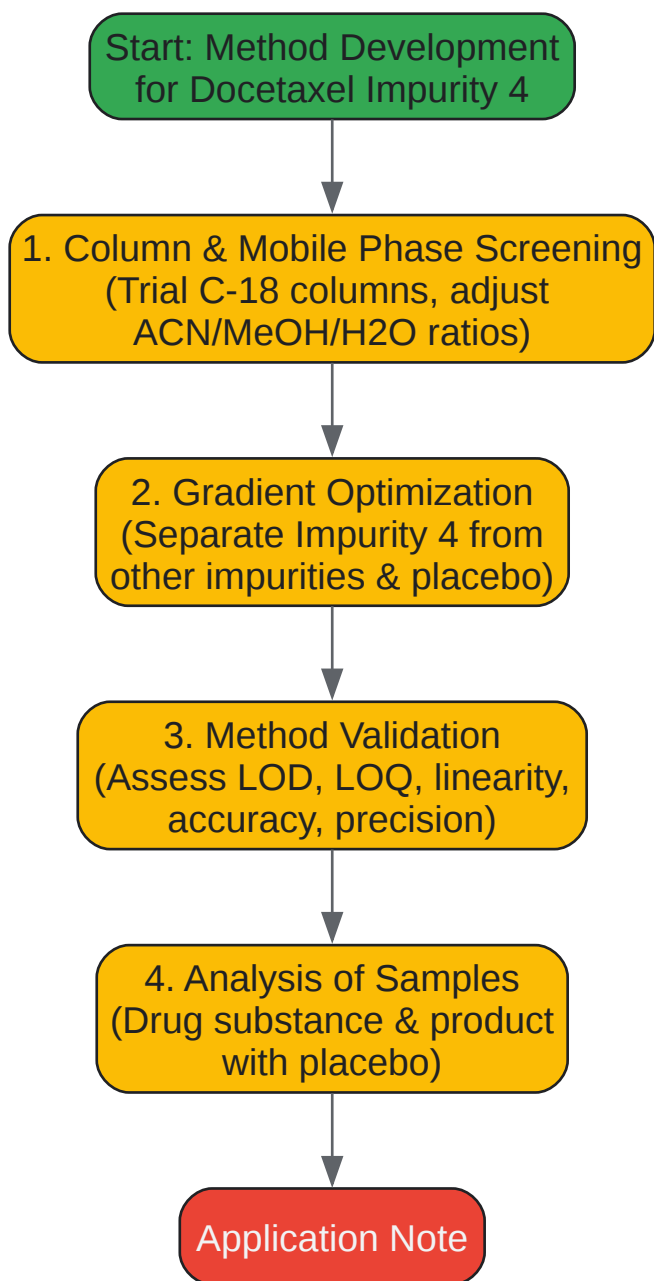 Start: Method Development
for Docetaxel Impurity 4
1. Column & Mobile Phase Screening
(Trial C-18 columns, adjust
ACN/MeOH/H2O ratios)
2. Gradient Optimization
(Separate Impurity 4 from
other impurities & placebo)
3. Method Validation
(Assess LOD, LOQ, linearity,
accuracy, precision)
4. Analysis of Samples
(Drug substance & product
with placebo)
Application Note